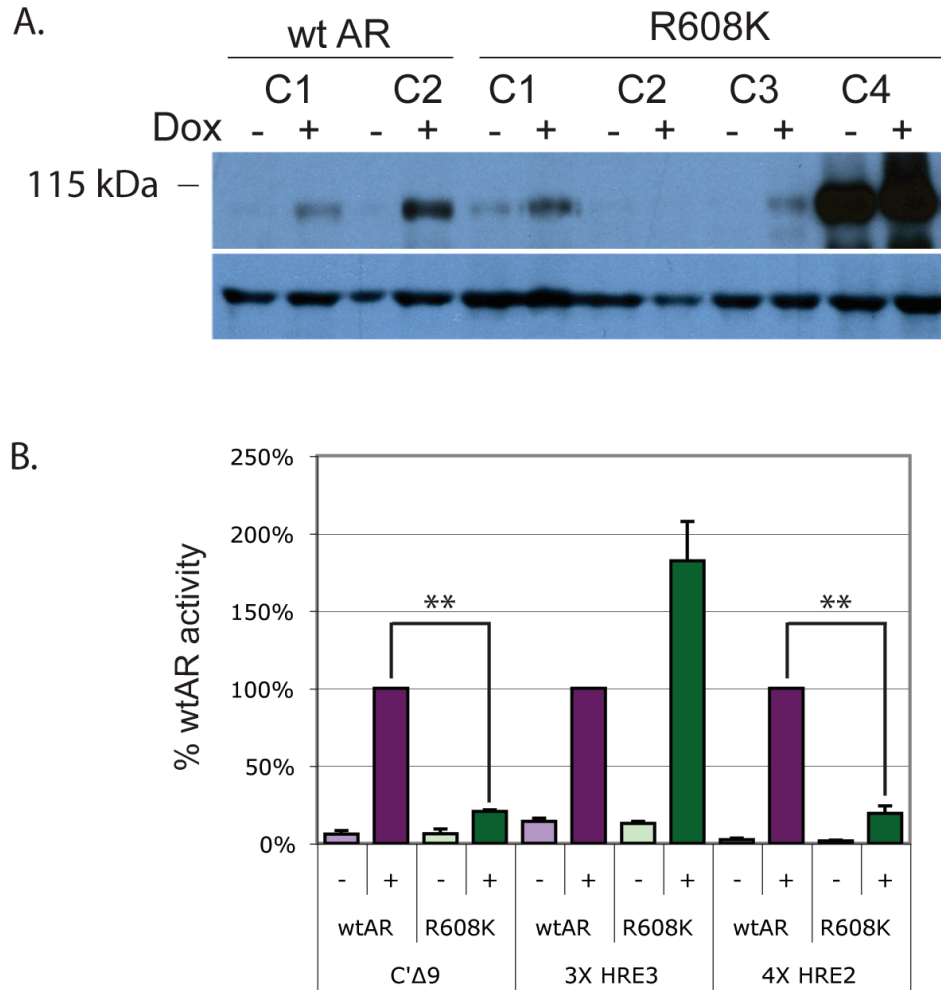 A.
wt AR R608K
C1 C2 C1 C2 C3 C4
Dox - + - + - + - + - + - +
115 kDa –
B.
% wtAR activity
250%
200%
150%
100%
50%
0%
** **
- + - + - + - + - + - +
wtAR R608K wtAR R608K wtAR R608K
C'Δ9 3X HRE3 4X HRE2